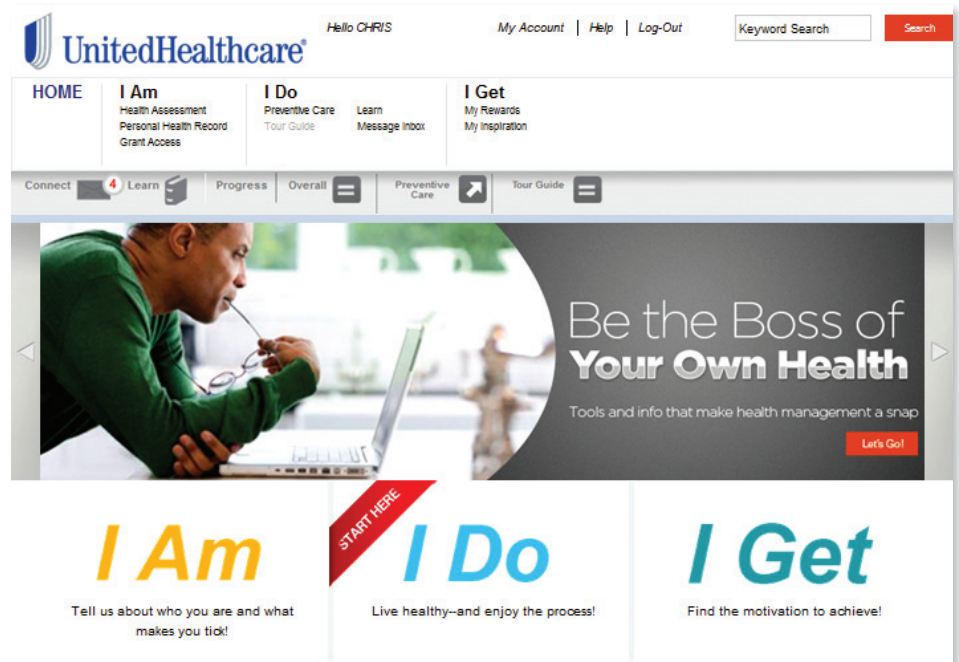 UnitedHealthcare®
Hello CHRIS
My Account | Help | Log-Out
Keyword Search
Search
HOME
I Am
Health Assessment
Personal Health Record
Grant Access
I Do
Preventive Care
Learn
Tour Guide
Message Inbox
I Get
My Rewards
My Inspiration
Connect
4
Learn
Progress
Overall
Preventive
Care
Tour Guide
Be the Boss of
Your Own Health
Tools and info that make health management a snap
Let's Go!
I Am
Tell us about who you are and what
makes you tick!
START HERE
I Do
Live healthy--and enjoy the process!
I Get
Find the motivation to achieve!